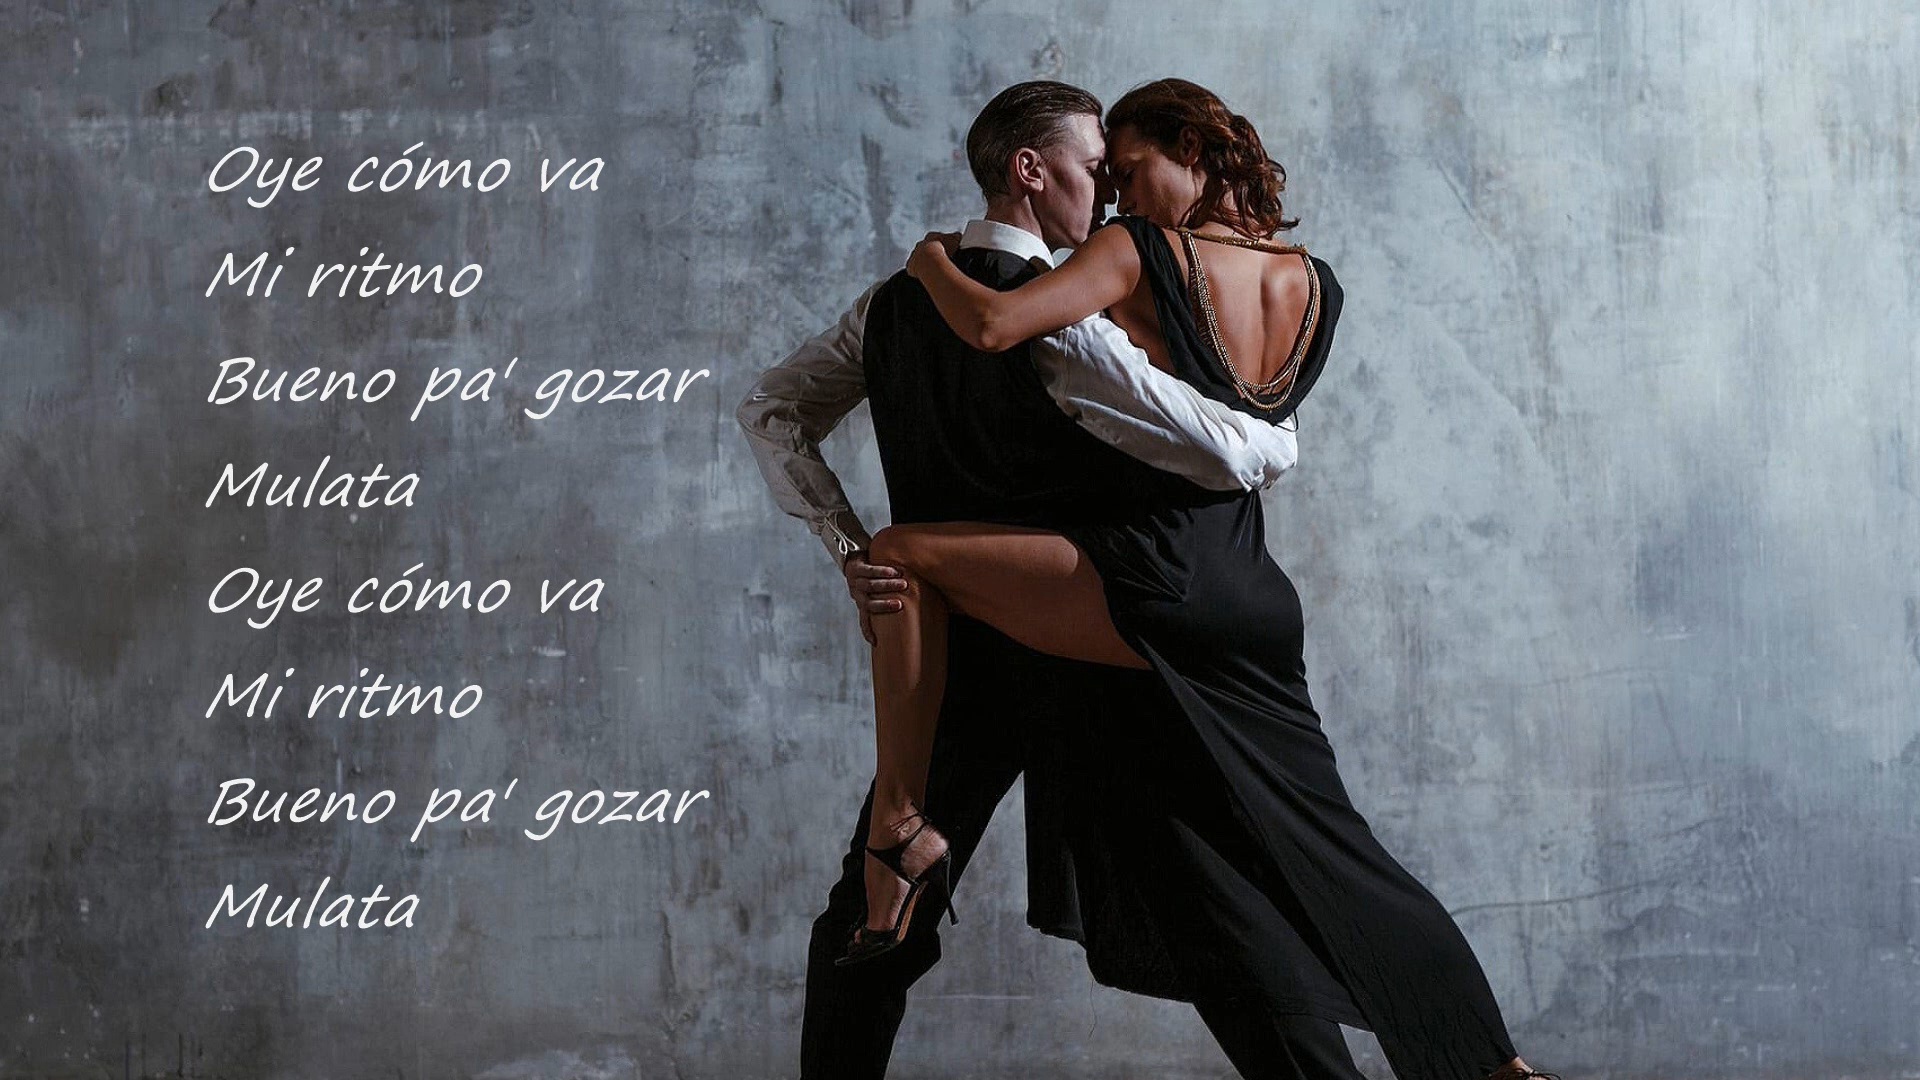 Oye cómo va
Mi ritmo
Bueno pa' gozar
Mulata
Oye cómo va
Mi ritmo
Bueno pa' gozar
Mulata